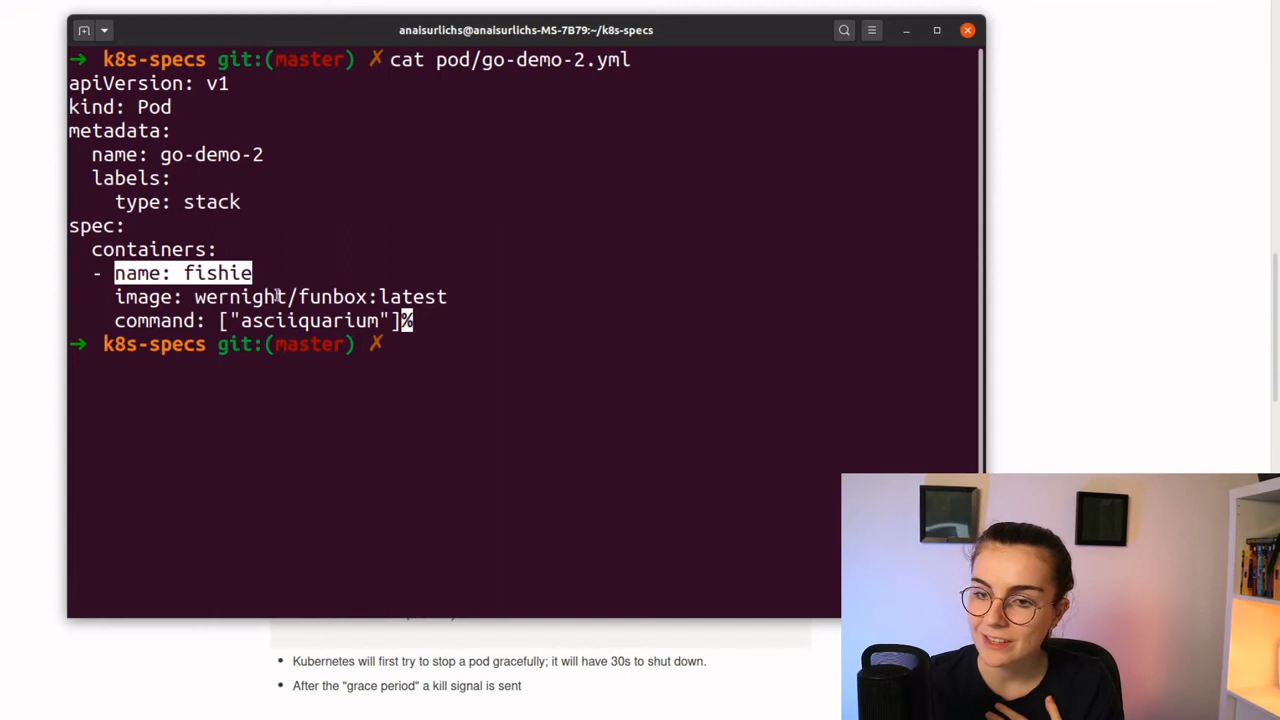 anaisurlichs@anaisurlichs-MS-7B79:~/k8s-specs
➜ k8s-specs git:(master) ✗ cat pod/go-demo-2.yml
apiVersion: v1
kind: Pod
metadata:
  name: go-demo-2
  labels:
    type: stack
spec:
  containers:
  - name: fishie
    image: wernight/funbox:latest
    command: ["asciiquarium"]%
➜ k8s-specs git:(master) ✗
• Kubernetes will first try to stop a pod gracefully; it will have 30s to shut down.
• After the "grace period" a kill signal is sent